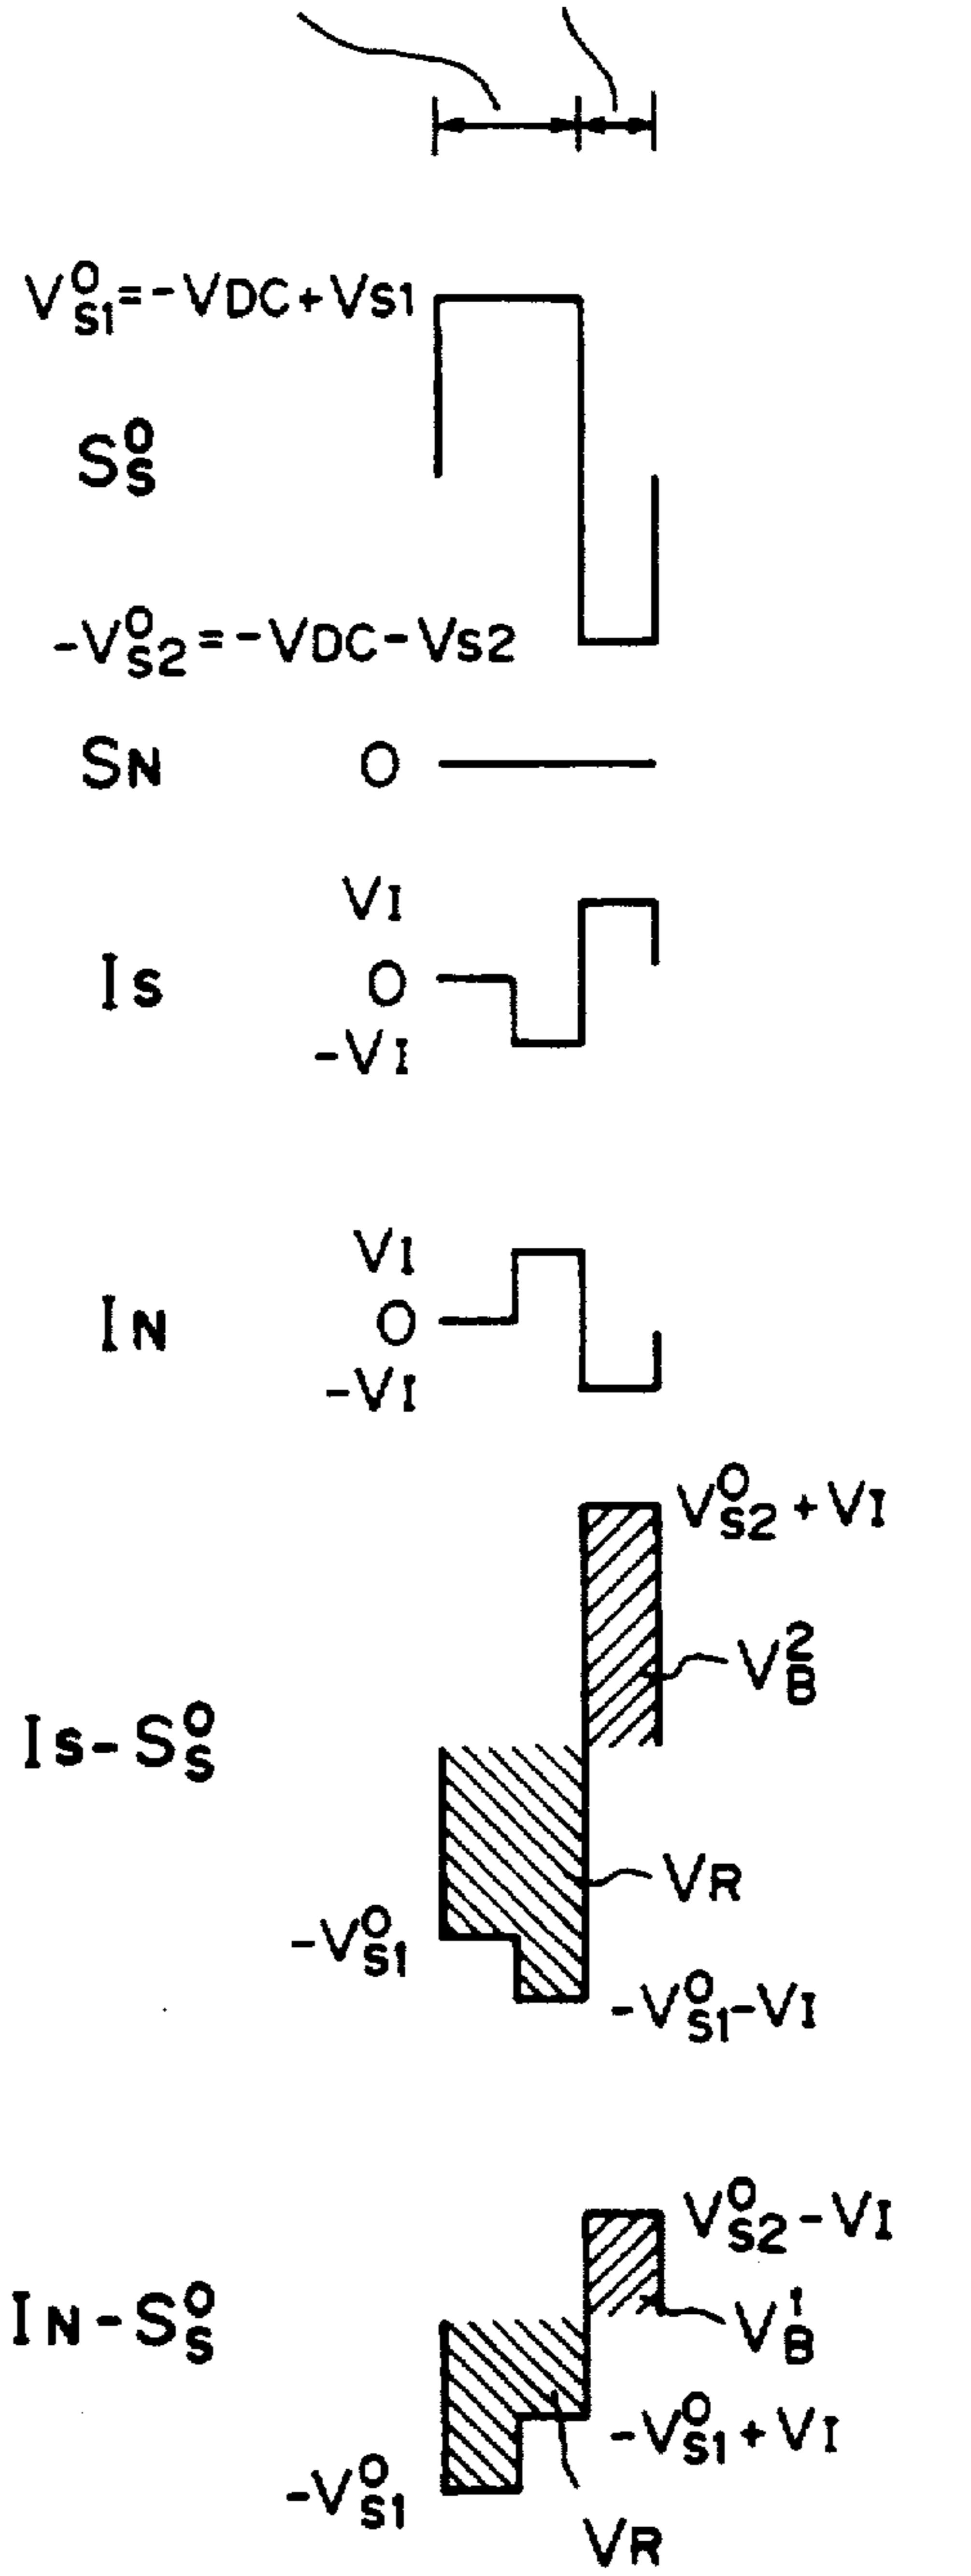 V⁰S1=-VDC+VS1
S⁰S
-V⁰S2=-VDC-VS2
SN 0
VI
IS 0
-VI
VI
IN 0
-VI
V⁰S2+VI
V²B
IS-S⁰S
VR
-V⁰S1
-V⁰S1-VI
V⁰S2-VI
IN-S⁰S
V¹B
-V⁰S1+VI
-V⁰S1
VR